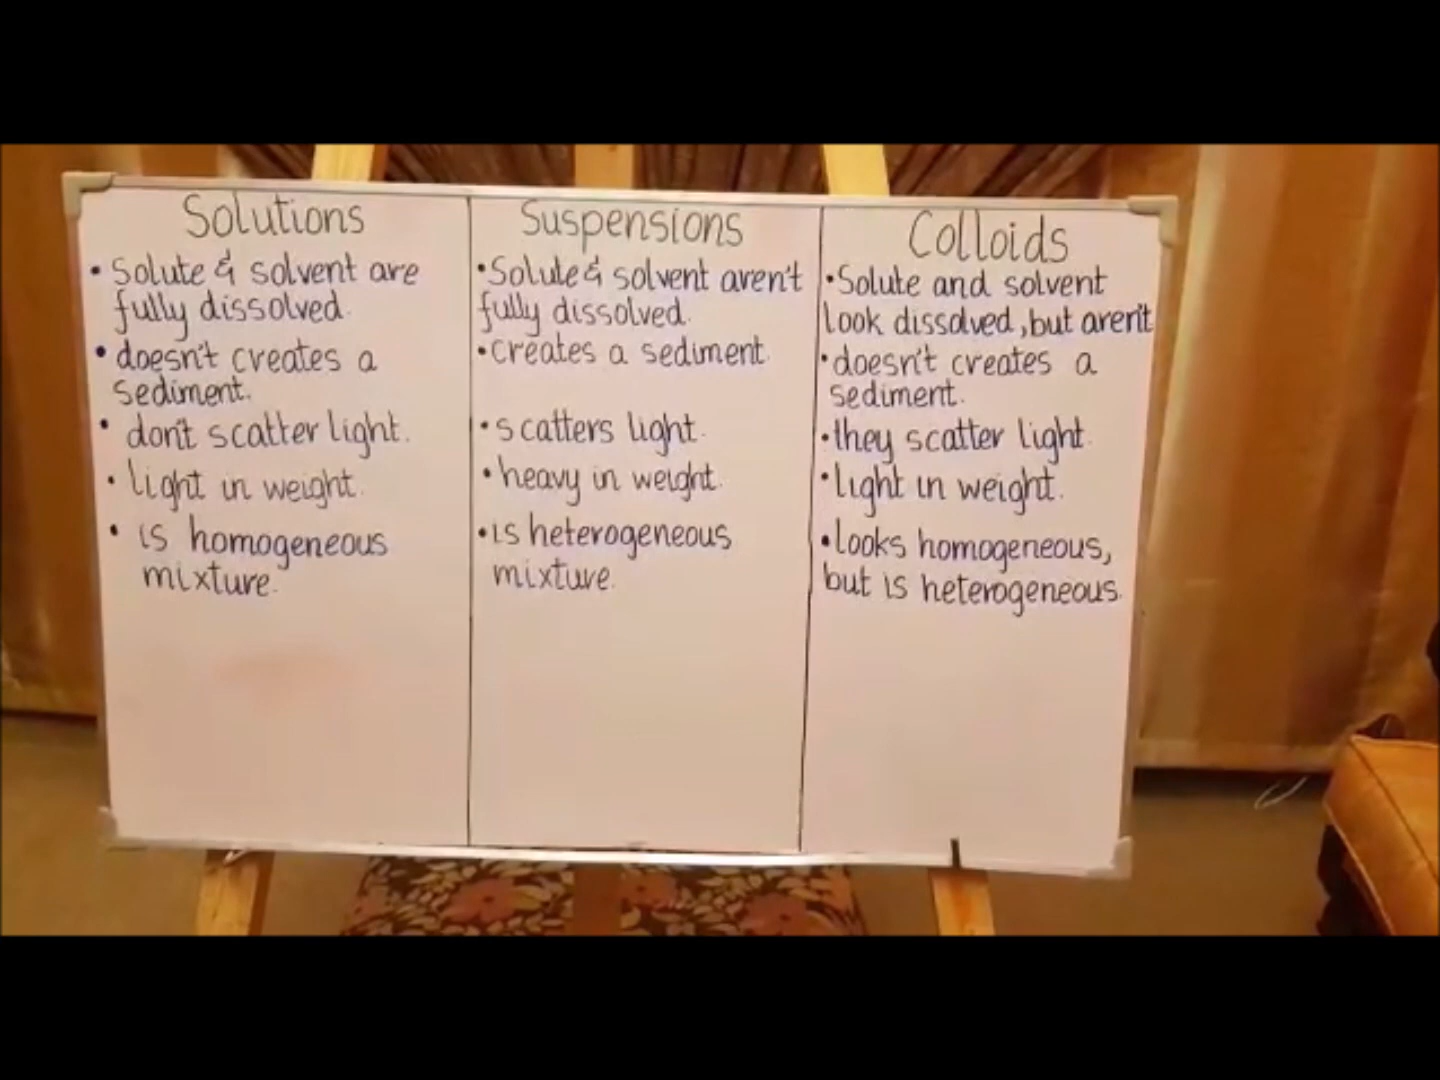 Solutions
• Solute & solvent are
fully dissolved.
• doesn't creates a
sediment.
• don't scatter light.
• light in weight.
• is homogeneous
mixture.
Suspensions
• Solute & solvent aren't
fully dissolved.
• creates a sediment.
• scatters light.
• heavy in weight.
• is heterogeneous
mixture.
Colloids
• Solute and solvent
look dissolved, but aren't
• doesn't creates a
sediment.
• they scatter light.
• light in weight.
• looks homogeneous,
but is heterogeneous.